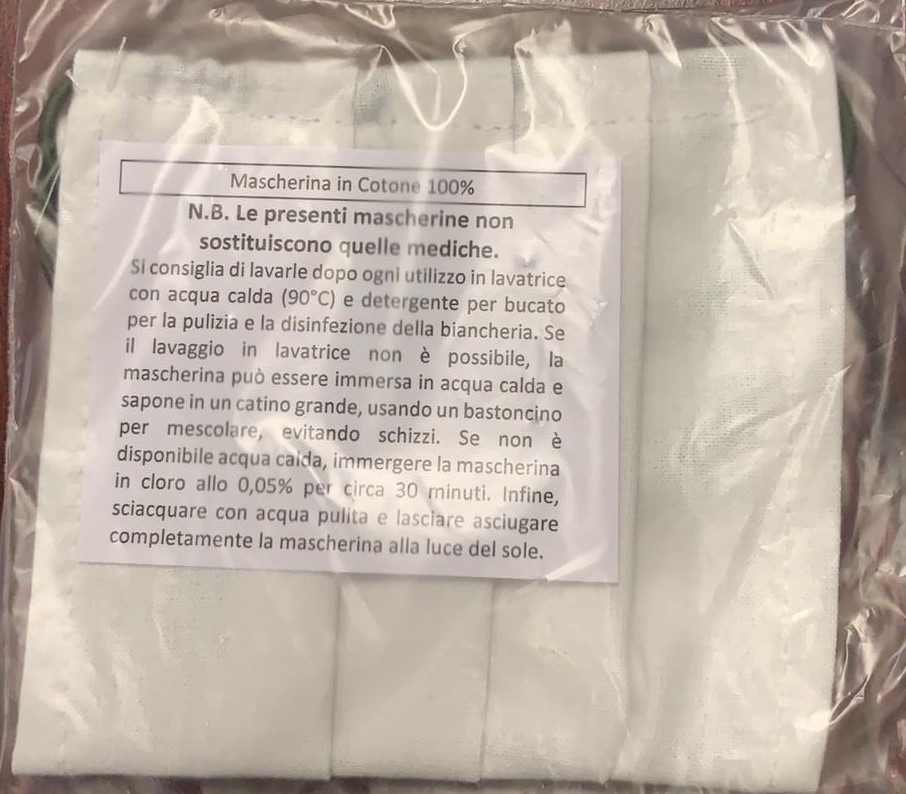 Mascherina in Cotone 100%
N.B. Le presenti mascherine non
sostituiscono quelle mediche.
Si consiglia di lavarle dopo ogni utilizzo in lavatrice
con acqua calda (90°C) e detergente per bucato
per la pulizia e la disinfezione della biancheria. Se
il lavaggio in lavatrice non è possibile, la
mascherina può essere immersa in acqua calda e
sapone in un catino grande, usando un bastoncino
per mescolare, evitando schizzi. Se non è
disponibile acqua calda, immergere la mascherina
in cloro allo 0,05% per circa 30 minuti. Infine,
sciacquare con acqua pulita e lasciare asciugare
completamente la mascherina alla luce del sole.